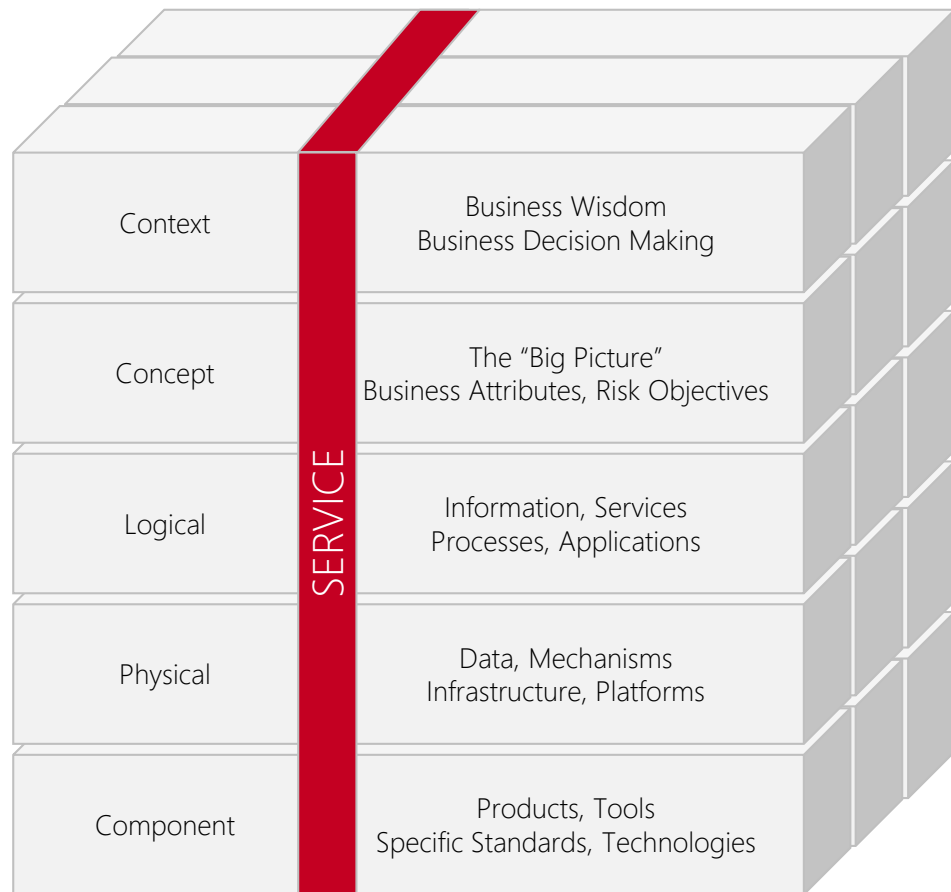 Context
Business Wisdom
Business Decision Making
Concept
The “Big Picture”
Business Attributes, Risk Objectives
SERVICE
Logical
Information, Services
Processes, Applications
Physical
Data, Mechanisms
Infrastructure, Platforms
Component
Products, Tools
Specific Standards, Technologies